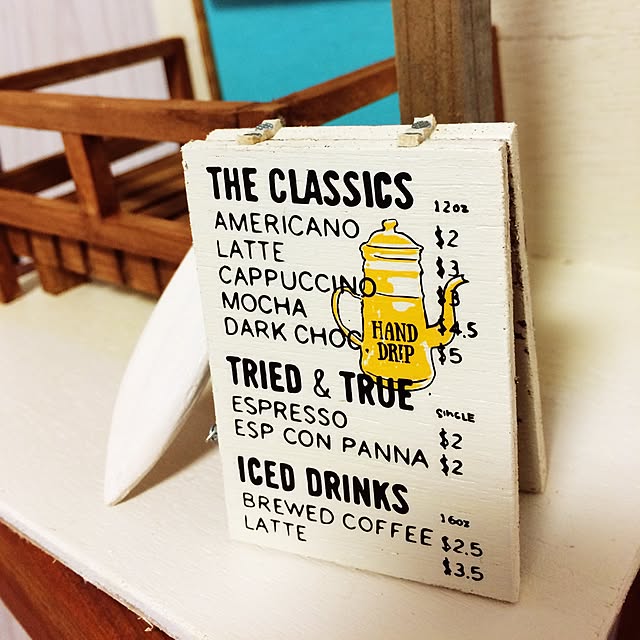 THE CLASSICS 12oz
AMERICANO $2
LATTE $3
CAPPUCCINO $3
MOCHA $4.5
DARK CHOC $5
HAND
DRIP
TRIED & TRUE SINGLE
ESPRESSO $2
ESP CON PANNA $2
ICED DRINKS 16oz
BREWED COFFEE $2.5
LATTE $3.5